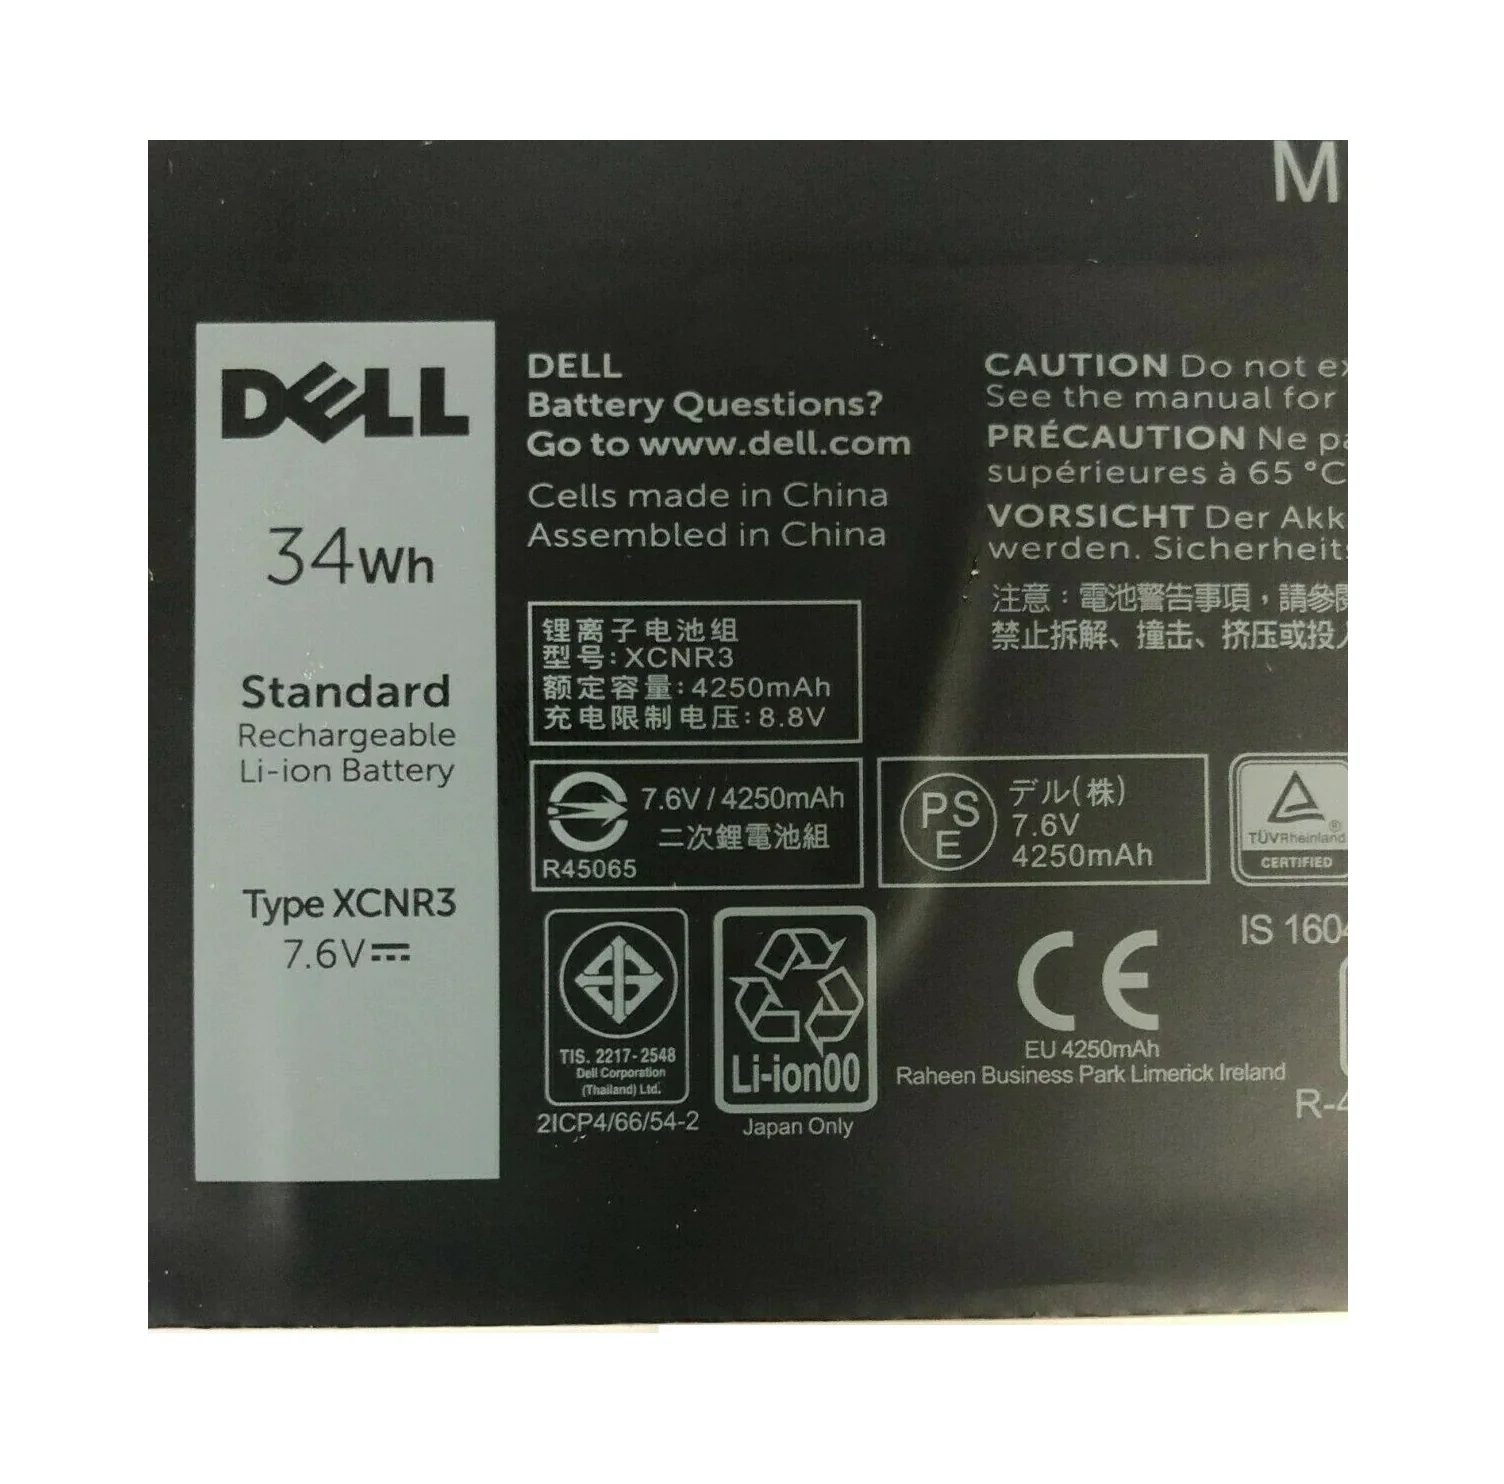 M
DELL
34Wh
Standard
Rechargeable
Li-ion Battery
Type XCNR3
7.6V
DELL
Battery Questions?
Go to www.dell.com
Cells made in China
Assembled in China
锂离子电池组
型号:XCNR3
额定容量:4250mAh
充电限制电压:8.8V
7.6V / 4250mAh
二次鋰電池組
R45065
PS
E
デル(株)
7.6V
4250mAh
TIS. 2217-2548
Dell Corporation
(Thailand) Ltd.
2ICP4/66/54-2
Li-ion00
Japan Only
CE
EU 4250mAh
Raheen Business Park Limerick Ireland
CAUTION Do not
See the manual for
PRÉCAUTION Ne
supérieures à 65 °C
VORSICHT Der
werden.
注意：電池警告事項，請參
禁止拆解、撞击、挤压或投
TÜVRheinland
®
CERTIFIED
IS 1604
R-4